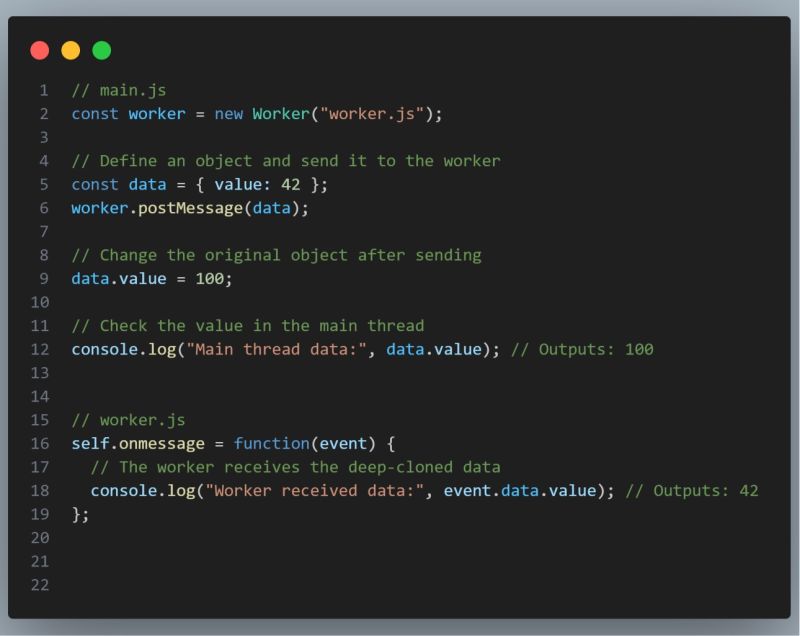 1 // main.js
2 const worker = new Worker("worker.js");
3
4 // Define an object and send it to the worker
5 const data = { value: 42 };
6 worker.postMessage(data);
7
8 // Change the original object after sending
9 data.value = 100;
10
11 // Check the value in the main thread
12 console.log("Main thread data:", data.value); // Outputs: 100
13
14
15 // worker.js
16 self.onmessage = function(event) {
17   // The worker receives the deep-cloned data
18   console.log("Worker received data:", event.data.value); // Outputs: 42
19 };
20
21
22